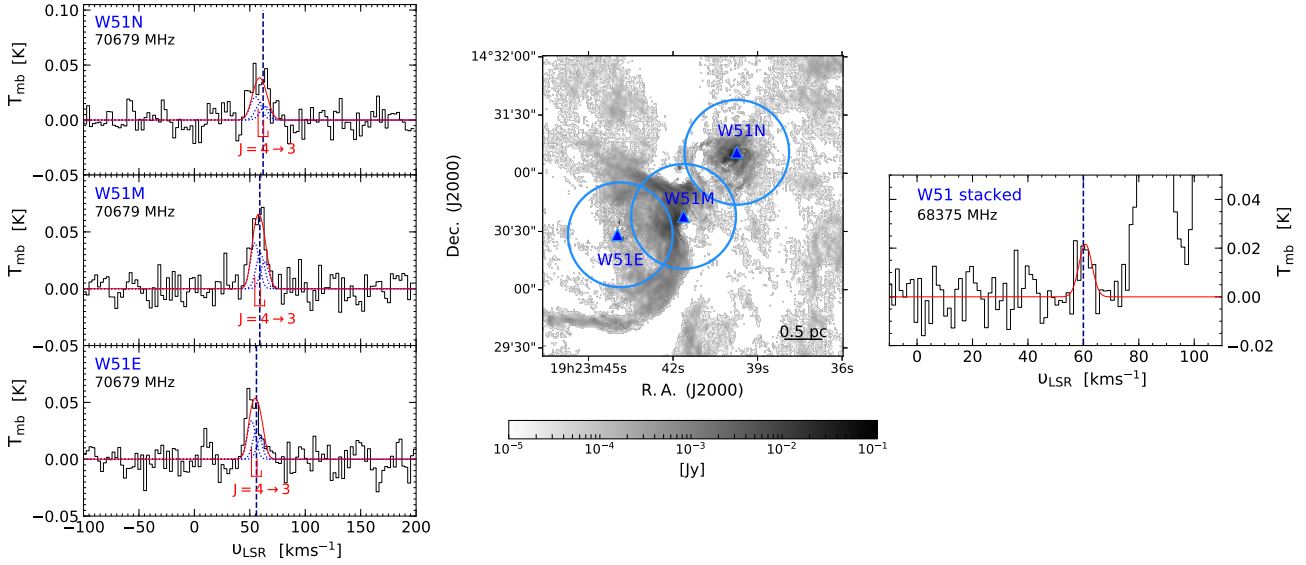 W51N
70679 MHz
J = 4 → 3
0.10
0.05
0.00
−0.05
T_mb [K]
W51M
70679 MHz
J = 4 → 3
0.05
0.00
−0.05
T_mb [K]
W51E
70679 MHz
J = 4 → 3
0.05
0.00
−0.05
T_mb [K]
−100 −50 0 50 100 150 200
υ_LSR [kms⁻¹]
14°32'00"
31'30"
00"
30'30"
00"
29'30"
Dec. (J2000)
W51N
W51M
W51E
0.5 pc
19ʰ23ᵐ45ˢ 42ˢ 39ˢ 36ˢ
R. A. (J2000)
10⁻⁵ 10⁻⁴ 10⁻³ 10⁻² 10⁻¹
[Jy]
W51 stacked
68375 MHz
0.04
0.02
0.00
−0.02
T_mb [K]
0 20 40 60 80 100
υ_LSR [kms⁻¹]